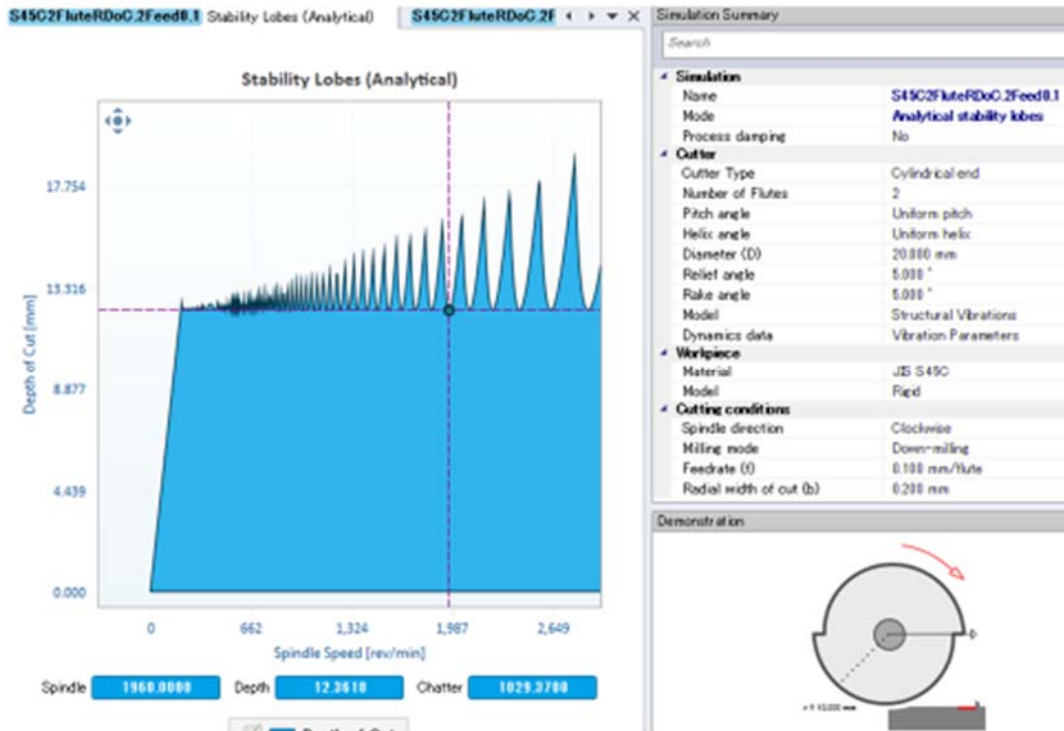 S45C2FluteRDoC.2Feed0.1 Stability Lobes (Analytical)
S45C2FluteRDoC.2F
Simulation Summary
Search
Stability Lobes (Analytical)
17.754
13.316
8.877
4.439
0.000
Depth of Cut [mm]
0 662 1,324 1,987 2,649
Spindle Speed [rev/min]
Spindle 1960.0000 Depth 12.3610 Chatter 1029.3700
Simulation
Name S45C2FluteRDoC.2Feed0.1
Mode Analytical stability lobes
Process damping No
Cutter
Cutter Type Cylindrical end
Number of Flutes 2
Pitch angle Uniform pitch
Helix angle Uniform helix
Diameter (D) 20.000 mm
Relief angle 5.000 °
Rake angle 5.000 °
Model Structural Vibrations
Dynamics data Vibration Parameters
Workpiece
Material JIS S45C
Model Rigid
Cutting conditions
Spindle direction Clockwise
Milling mode Down-milling
Feedrate (f) 0.100 mm/flute
Radial width of cut (b) 0.200 mm
Demonstration